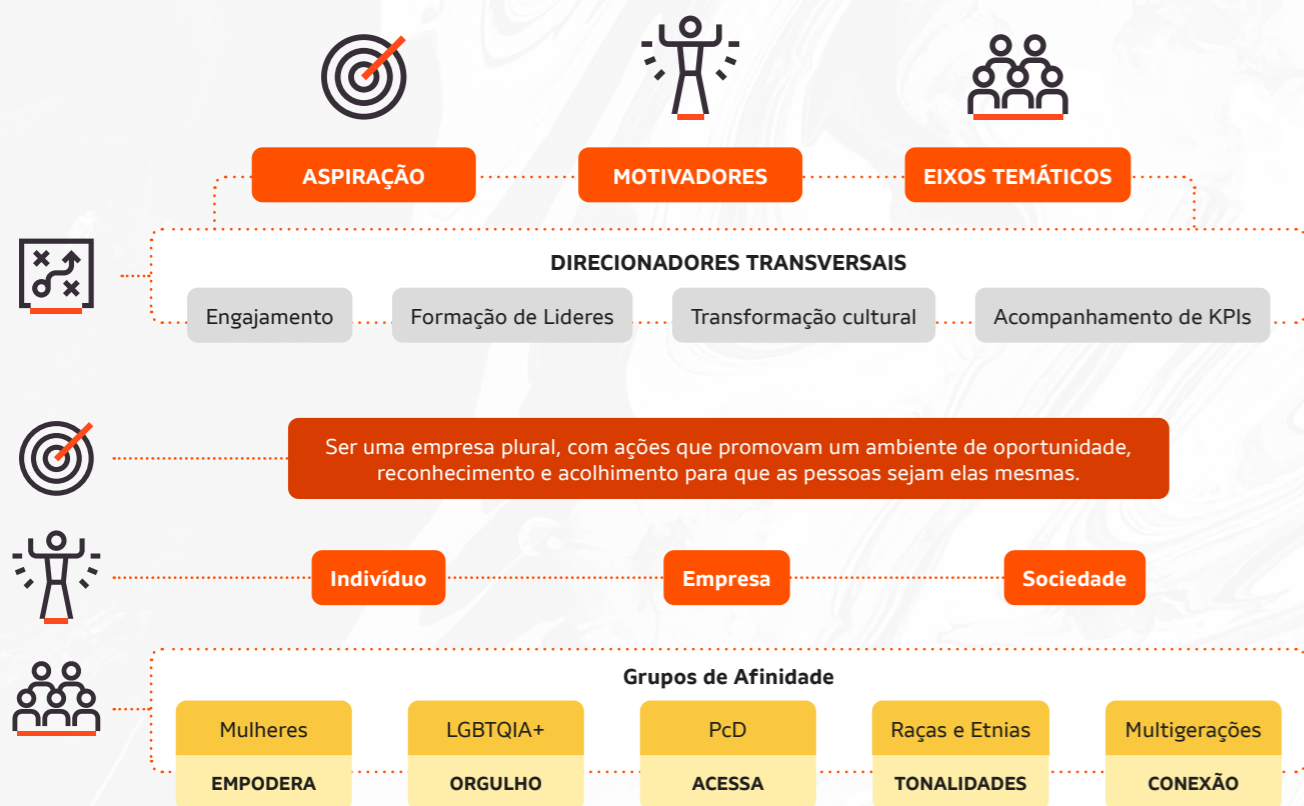 ASPIRAÇÃO
MOTIVADORES
EIXOS TEMÁTICOS
DIRECIONADORES TRANSVERSAIS
Engajamento
Formação de Lideres
Transformação cultural
Acompanhamento de KPIs
Ser uma empresa plural, com ações que promovam um ambiente de oportunidade,
reconhecimento e acolhimento para que as pessoas sejam elas mesmas.
Indivíduo
Empresa
Sociedade
Grupos de Afinidade
Mulheres
EMPODERA
LGBTQIA+
ORGULHO
PcD
ACESSA
Raças e Etnias
TONALIDADES
Multigerações
CONEXÃO